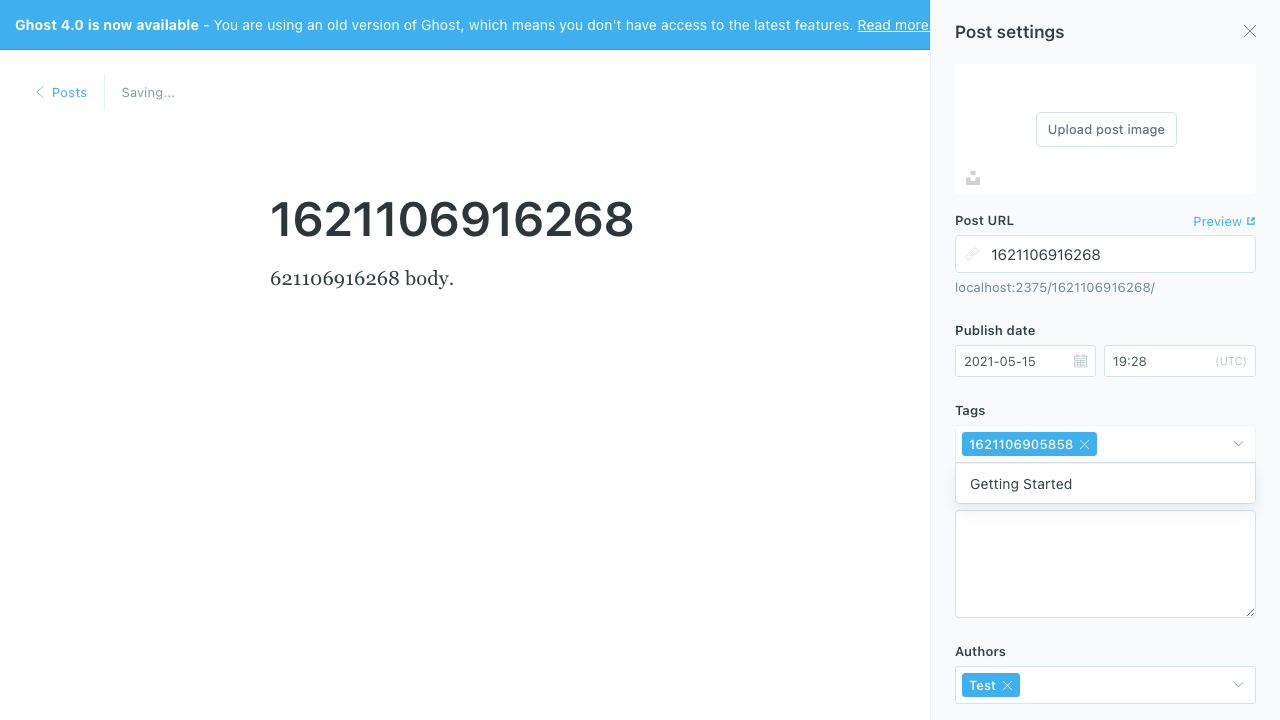 Ghost 4.0 is now available - You are using an old version of Ghost, which means you don't have access to the latest features. Read more
Posts
Saving...
1621106916268
621106916268 body.
Post settings
Upload post image
Post URL
Preview
1621106916268
localhost:2375/1621106916268/
Publish date
2021-05-15
19:28
(UTC)
Tags
1621106905858
Getting Started
Authors
Test